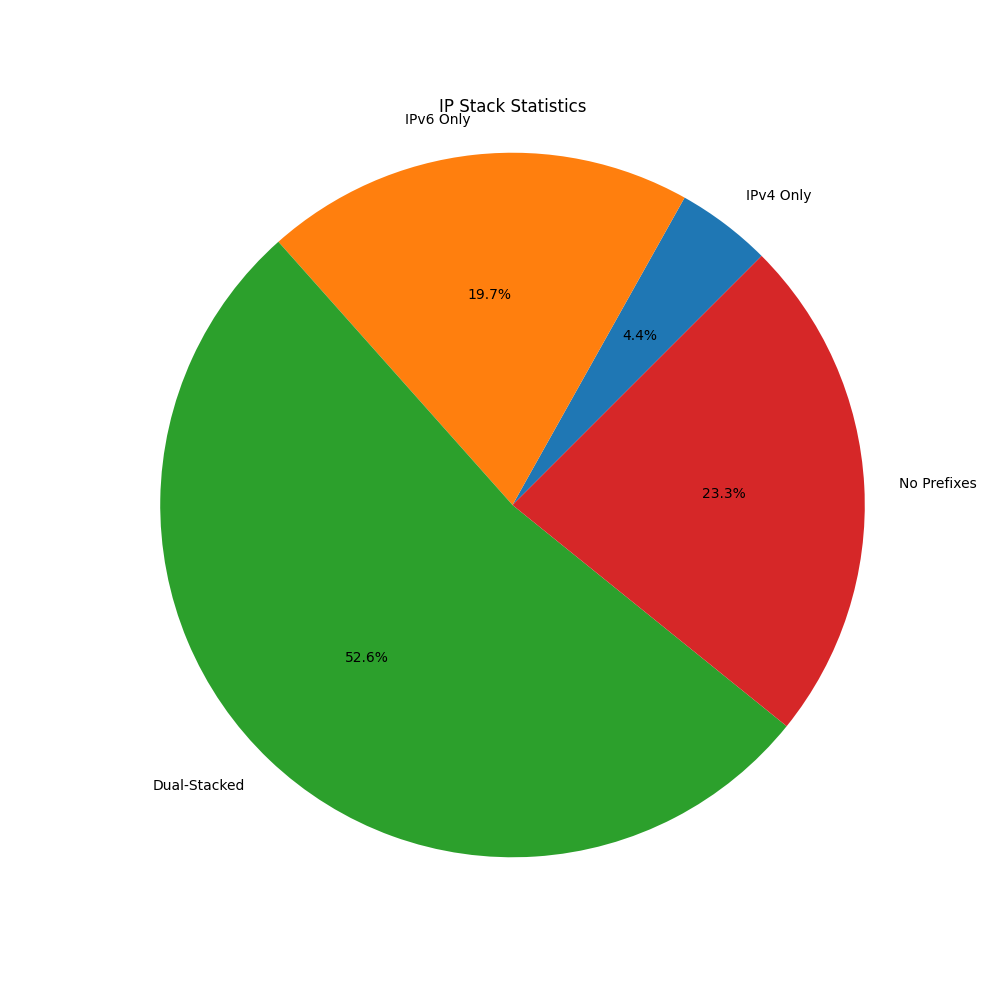 IP Stack Statistics
IPv6 Only
IPv4 Only
19.7%
4.4%
No Prefixes
23.3%
52.6%
Dual-Stacked